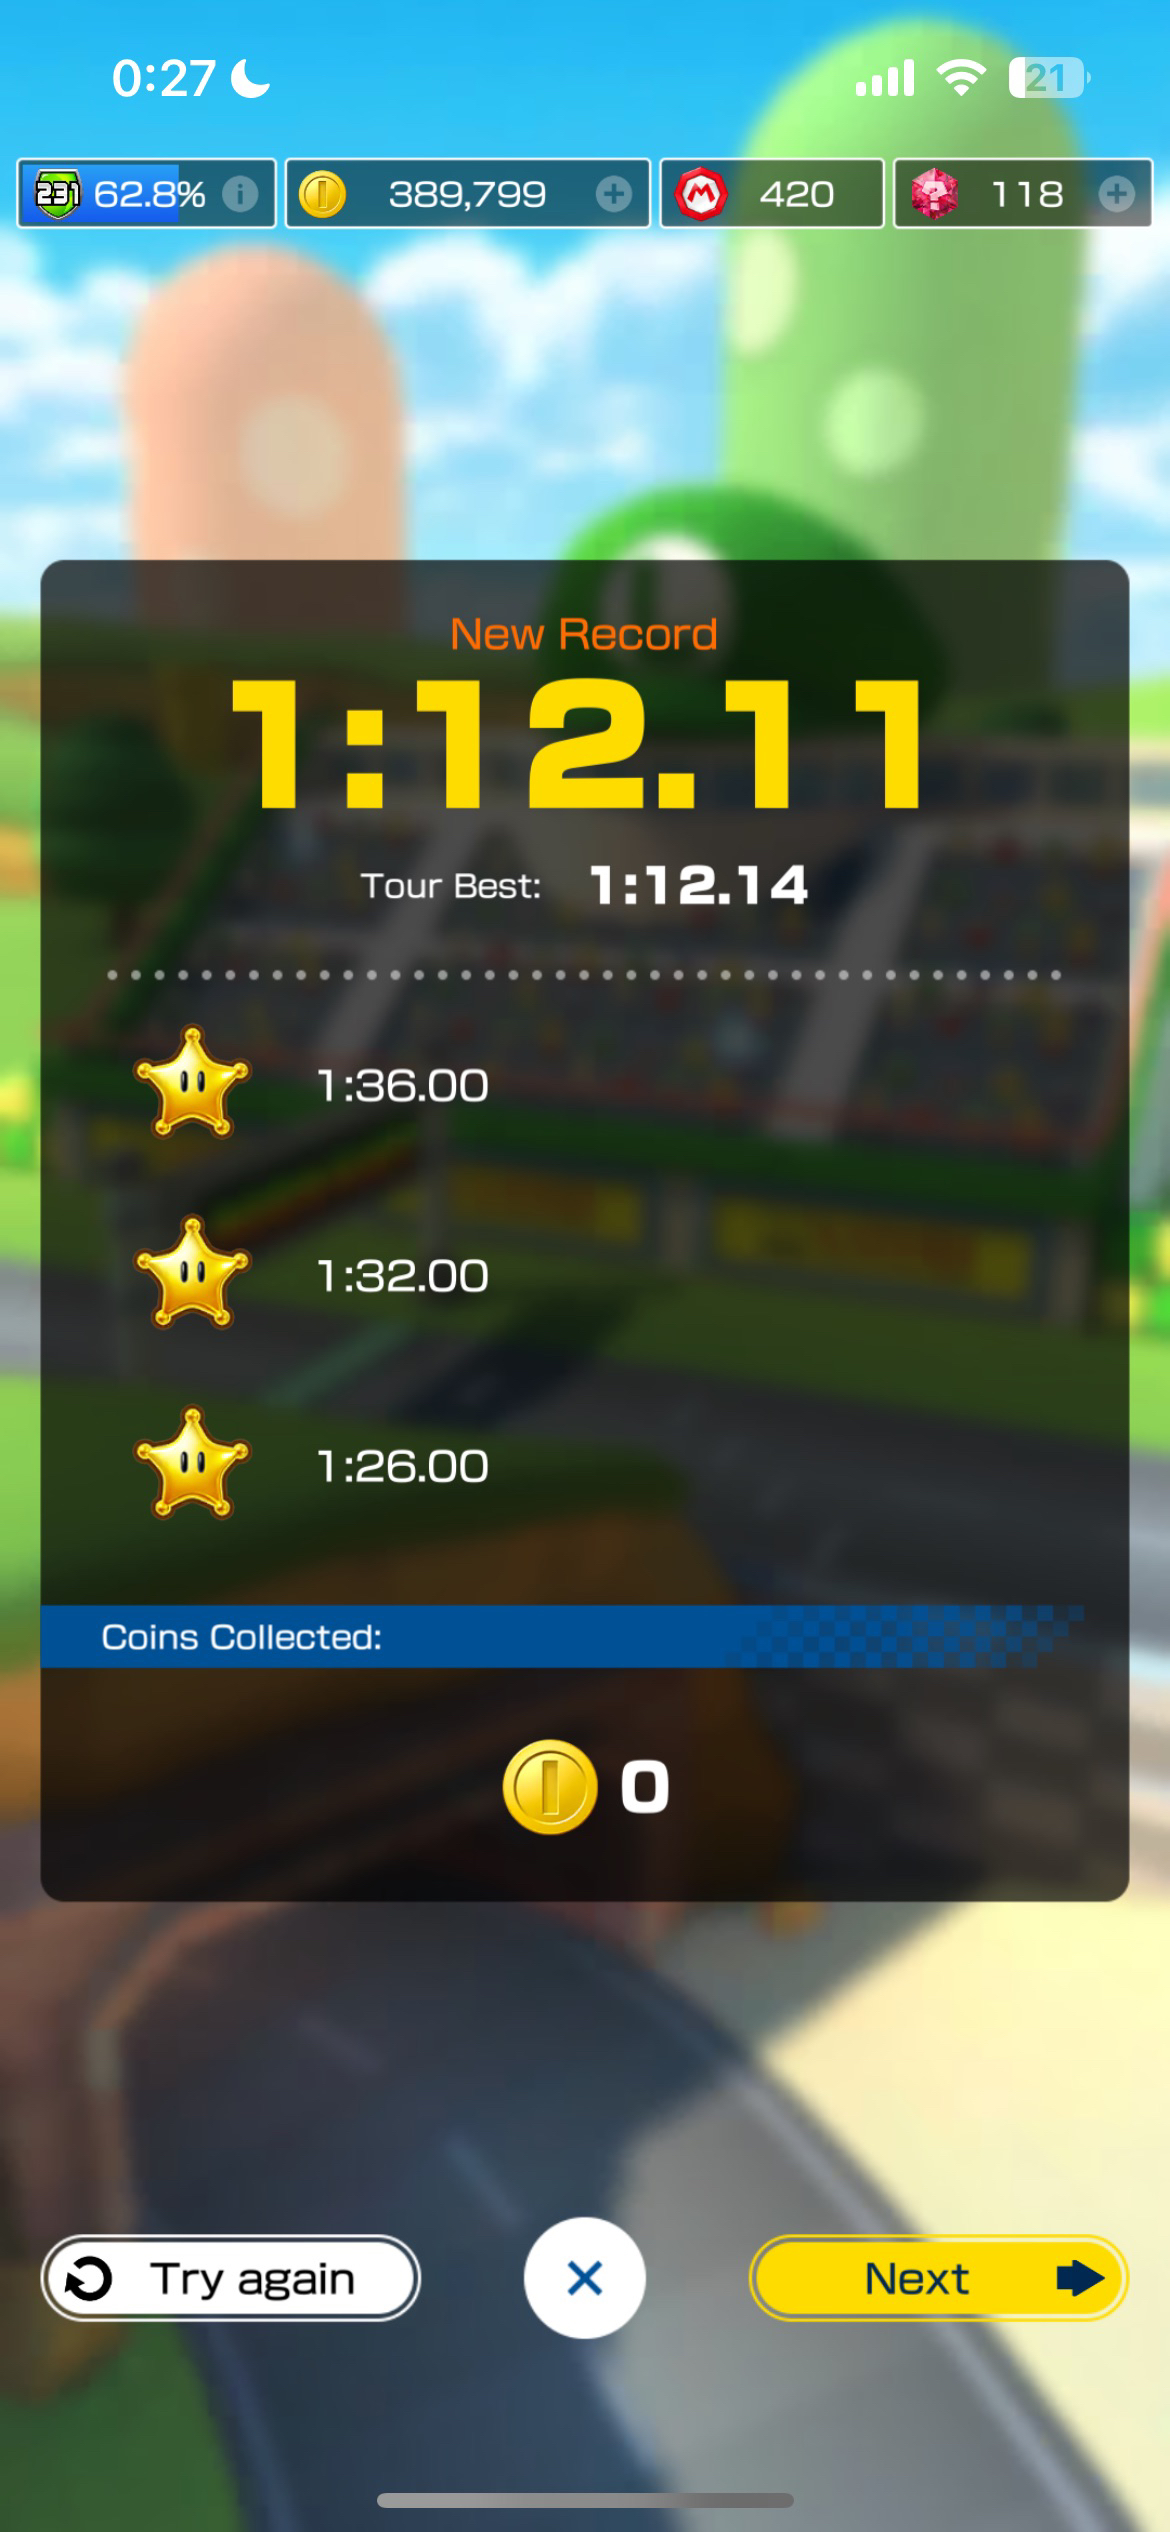 0:27
21
231 62.8% i 389,799 + M 420 ? 118 +
New Record
1:12.11
Tour Best: 1:12.14
1:36.00
1:32.00
1:26.00
Coins Collected:
0
Try again
Next